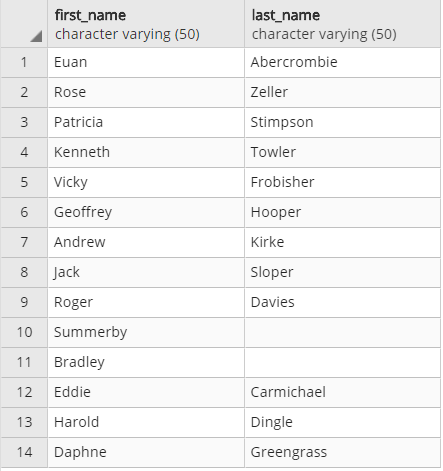 first_name last_name
character varying (50) character varying (50)
1 Euan Abercrombie
2 Rose Zeller
3 Patricia Stimpson
4 Kenneth Towler
5 Vicky Frobisher
6 Geoffrey Hooper
7 Andrew Kirke
8 Jack Sloper
9 Roger Davies
10 Summerby
11 Bradley
12 Eddie Carmichael
13 Harold Dingle
14 Daphne Greengrass